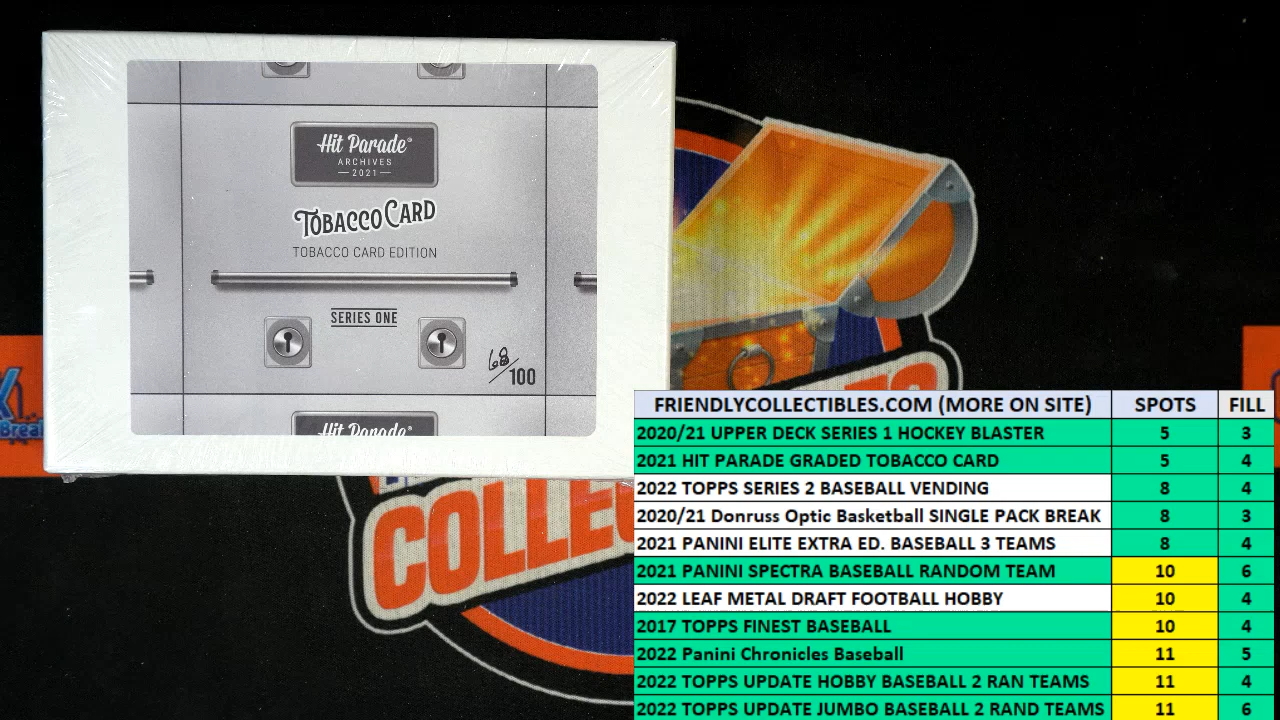 Hit Parade®
ARCHIVES
— 2021 —
TOBACCO CARD
TOBACCO CARD EDITION
SERIES ONE
68/100
Hit Parade®
Break
COLLEC
FRIENDLYCOLLECTIBLES.COM (MORE ON SITE) SPOTS FILL
2020/21 UPPER DECK SERIES 1 HOCKEY BLASTER 5 3
2021 HIT PARADE GRADED TOBACCO CARD 5 4
2022 TOPPS SERIES 2 BASEBALL VENDING 8 4
2020/21 Donruss Optic Basketball SINGLE PACK BREAK 8 3
2021 PANINI ELITE EXTRA ED. BASEBALL 3 TEAMS 8 4
2021 PANINI SPECTRA BASEBALL RANDOM TEAM 10 6
2022 LEAF METAL DRAFT FOOTBALL HOBBY 10 4
2017 TOPPS FINEST BASEBALL 10 4
2022 Panini Chronicles Baseball 11 5
2022 TOPPS UPDATE HOBBY BASEBALL 2 RAN TEAMS 11 4
2022 TOPPS UPDATE JUMBO BASEBALL 2 RAND TEAMS 11 6